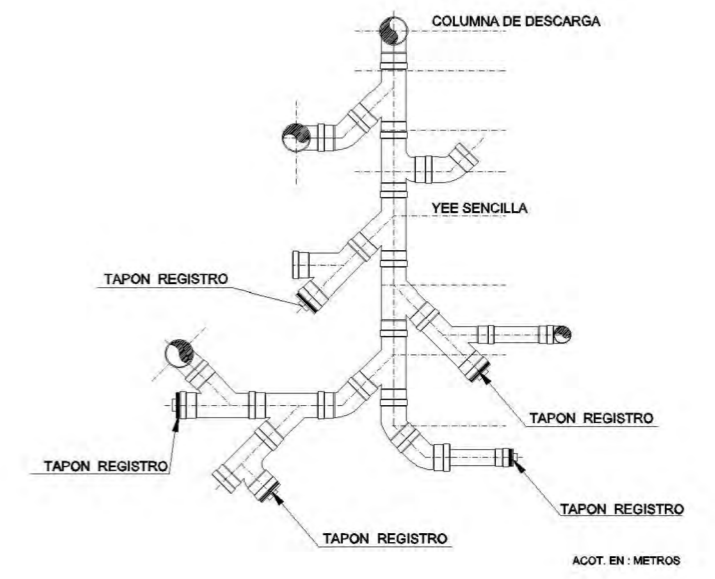 COLUMNA DE DESCARGA
YEE SENCILLA
TAPON REGISTRO
TAPON REGISTRO
TAPON REGISTRO
TAPON REGISTRO
TAPON REGISTRO
ACOT. EN : METROS